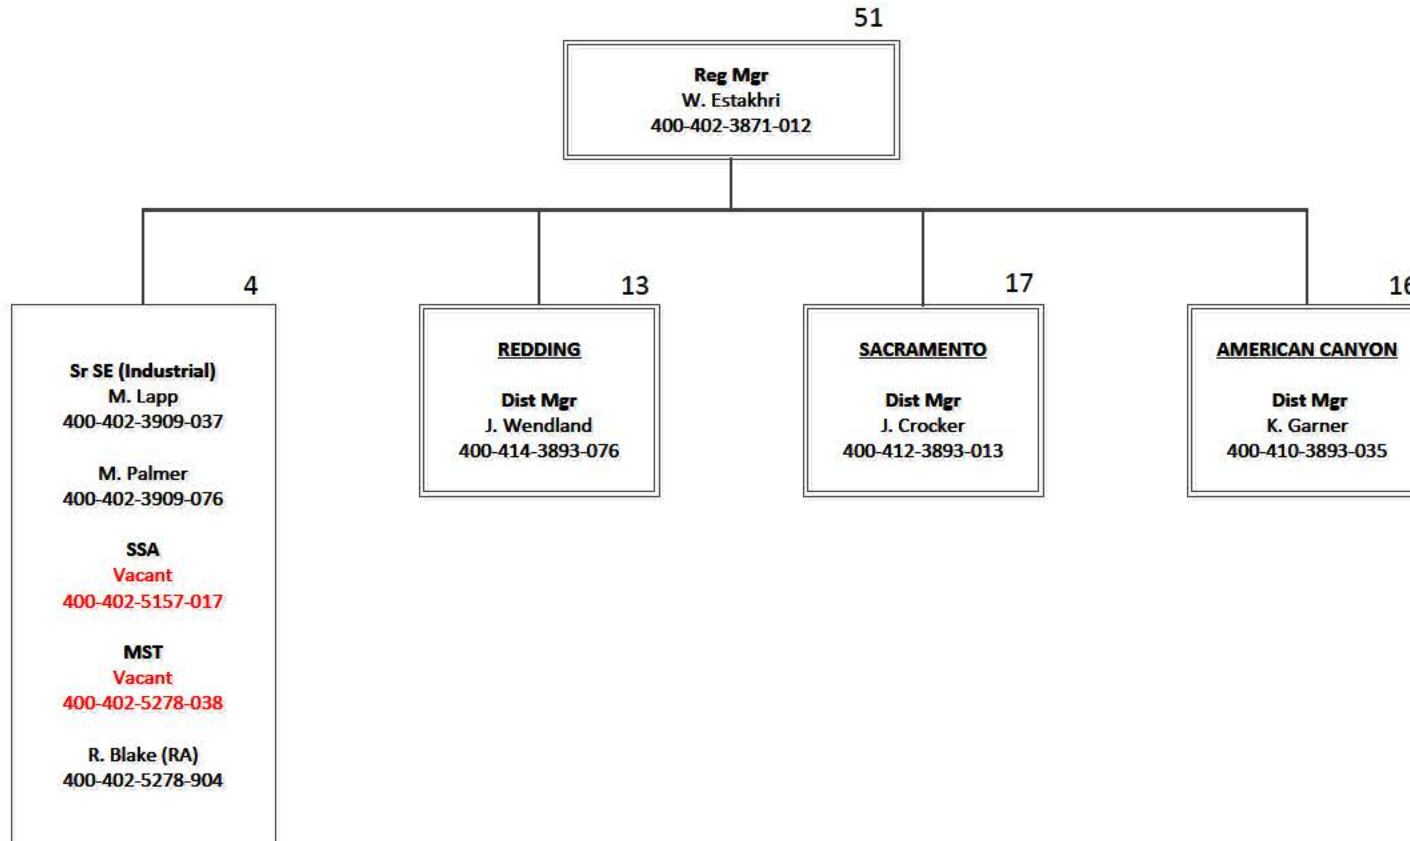 51
Reg Mgr
W. Estakhri
400-402-3871-012
4
Sr SE (Industrial)
M. Lapp
400-402-3909-037
M. Palmer
400-402-3909-076
SSA
Vacant
400-402-5157-017
MST
Vacant
400-402-5278-038
R. Blake (RA)
400-402-5278-904
13
REDDING
Dist Mgr
J. Wendland
400-414-3893-076
17
SACRAMENTO
Dist Mgr
J. Crocker
400-412-3893-013
16
AMERICAN CANYON
Dist Mgr
K. Garner
400-410-3893-035